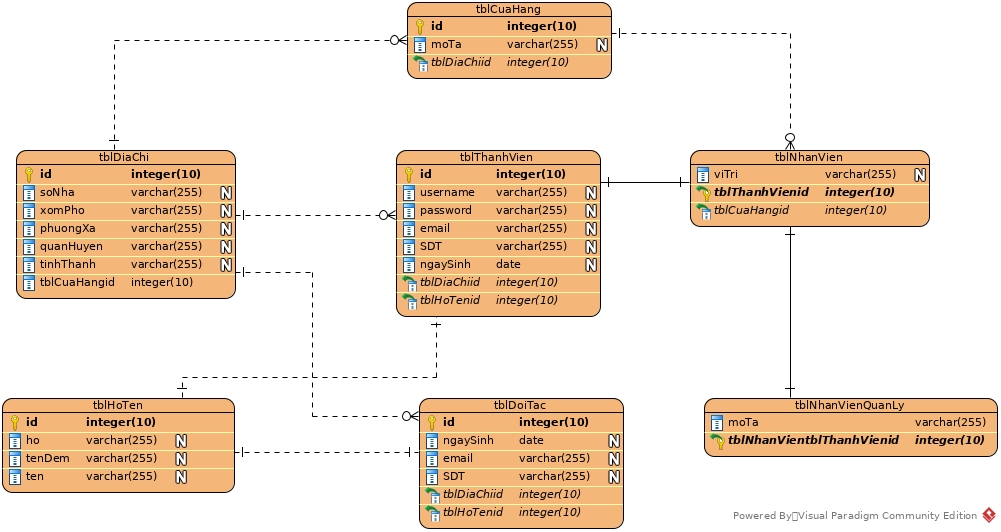 tblCuaHang
id integer(10)
moTa varchar(255) N
tblDiaChiid integer(10)
tblDiaChi
id integer(10)
soNha varchar(255) N
xomPho varchar(255) N
phuongXa varchar(255) N
quanHuyen varchar(255) N
tinhThanh varchar(255) N
tblCuaHangid integer(10)
tblThanhVien
id integer(10)
username varchar(255) N
password varchar(255) N
email varchar(255) N
SDT varchar(255) N
ngaySinh date N
tblDiaChiid integer(10)
tblHoTenid integer(10)
tblNhanVien
viTri varchar(255) N
tblThanhVienid integer(10)
tblCuaHangid integer(10)
tblHoTen
id integer(10)
ho varchar(255) N
tenDem varchar(255) N
ten varchar(255) N
tblDoiTac
id integer(10)
ngaySinh date N
email varchar(255) N
SDT varchar(255) N
tblDiaChiid integer(10)
tblHoTenid integer(10)
tblNhanVienQuanLy
moTa varchar(255)
tblNhanVientblThanhVienid integer(10)
Powered By Visual Paradigm Community Edition